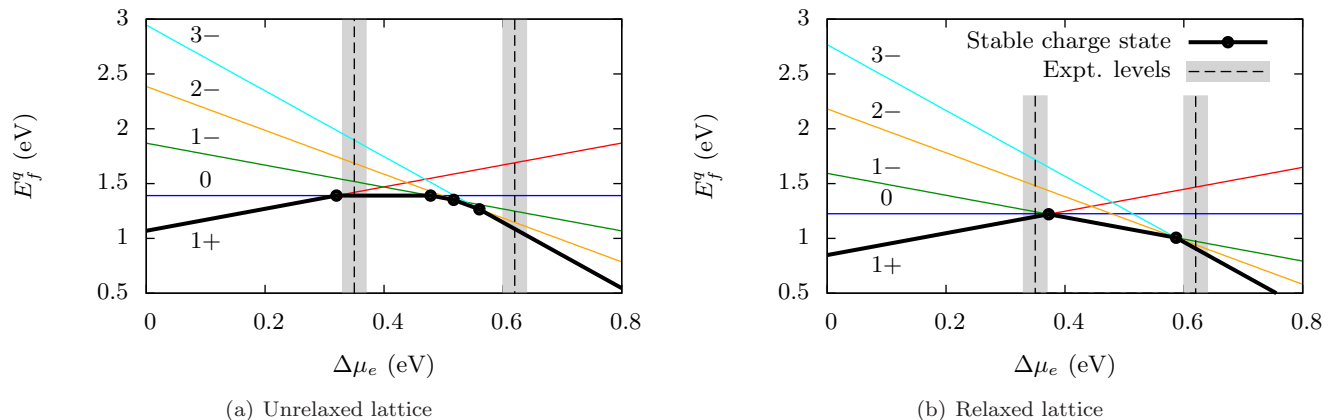 3
2.5
2
1.5
1
0.5
E_f^q (eV)
3−
2−
1−
0
1+
0 0.2 0.4 0.6 0.8
Δμ_e (eV)
(a) Unrelaxed lattice
3
2.5
2
1.5
1
0.5
E_f^q (eV)
Stable charge state
Expt. levels
3−
2−
1−
0
1+
0 0.2 0.4 0.6 0.8
Δμ_e (eV)
(b) Relaxed lattice